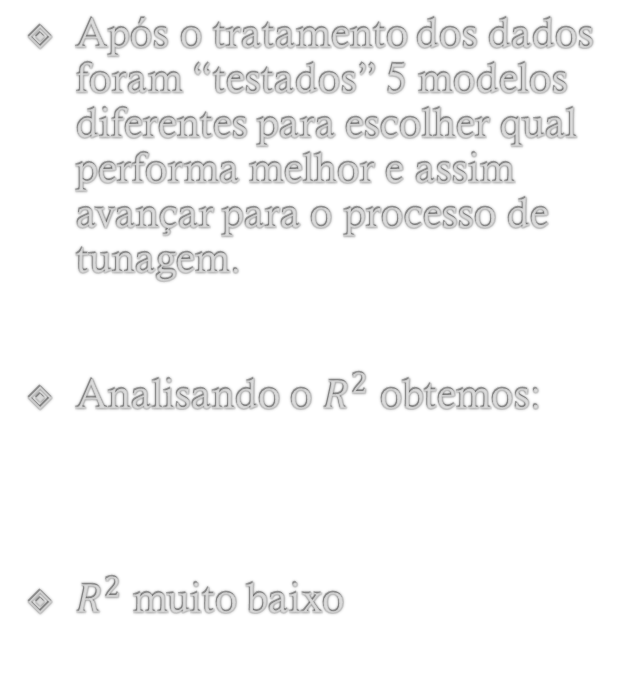 Após o tratamento dos dados
foram “testados” 5 modelos
diferentes para escolher qual
performa melhor e assim
avançar para o processo de
tunagem.
Analisando o R² obtemos:
R² muito baixo